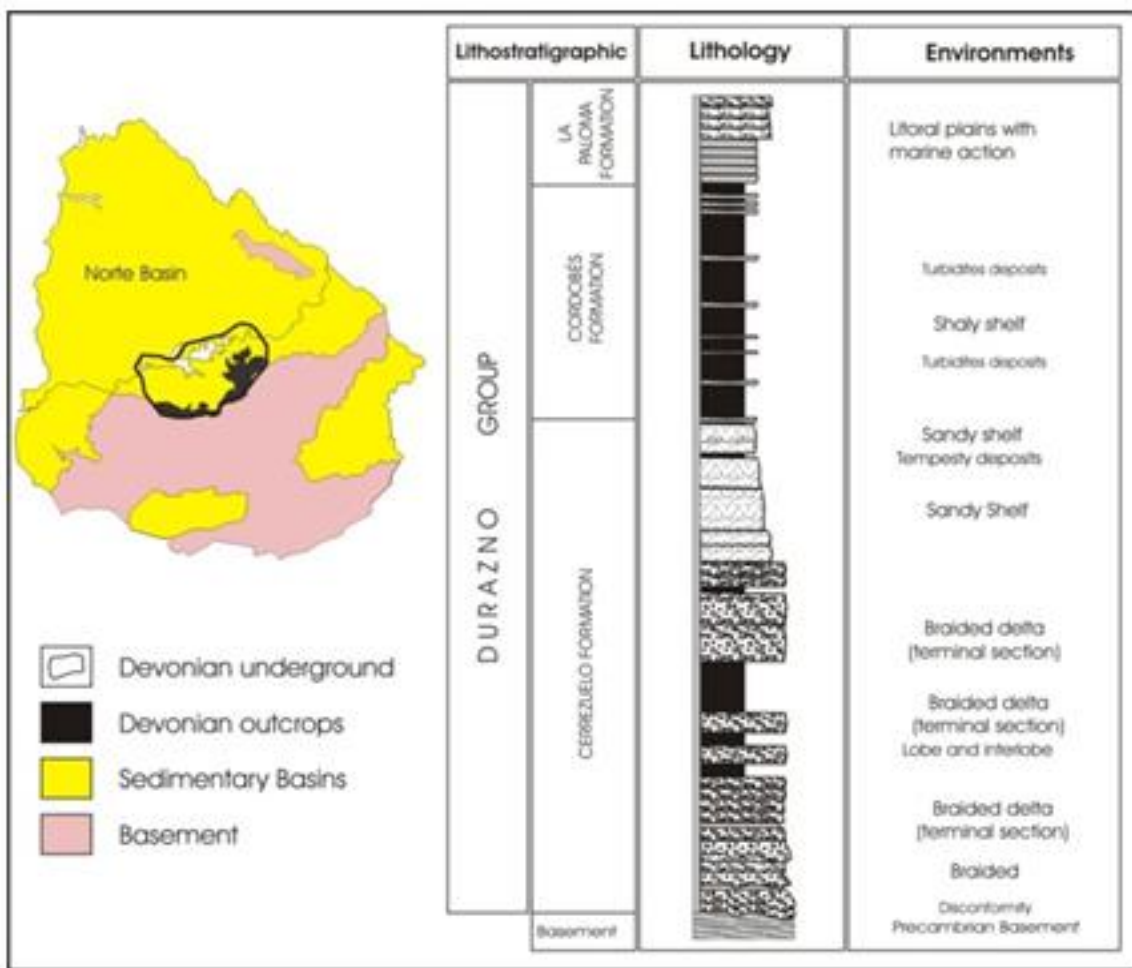 Norte Basin
Devonian underground
Devonian outcrops
Sedimentary Basins
Basement
Lithostratigraphic
Lithology
Environments
DURAZNO GROUP
LA
PALOMA
FORMATION
CORDOBÉS
FORMATION
CERREZUELO FORMATION
Basement
Litoral plains with
marine action
Turbidites deposits
Shaly shelf
Turbidites deposits
Sandy shelf
Tempesty deposits
Sandy Shelf
Braided delta
(terminal section)
Braided delta
(terminal section)
Lobe and interlobe
Braided delta
(terminal section)
Braided
Disconformity
Precambrian Basement